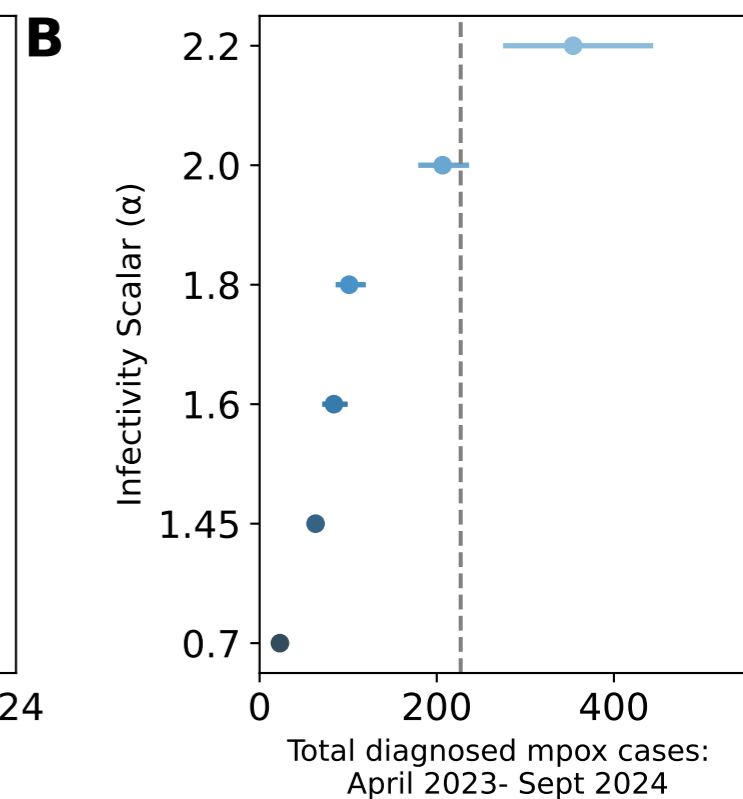 B
2.2
2.0
1.8
1.6
1.45
0.7
Infectivity Scalar (α)
24
0 200 400
Total diagnosed mpox cases:
April 2023- Sept 2024